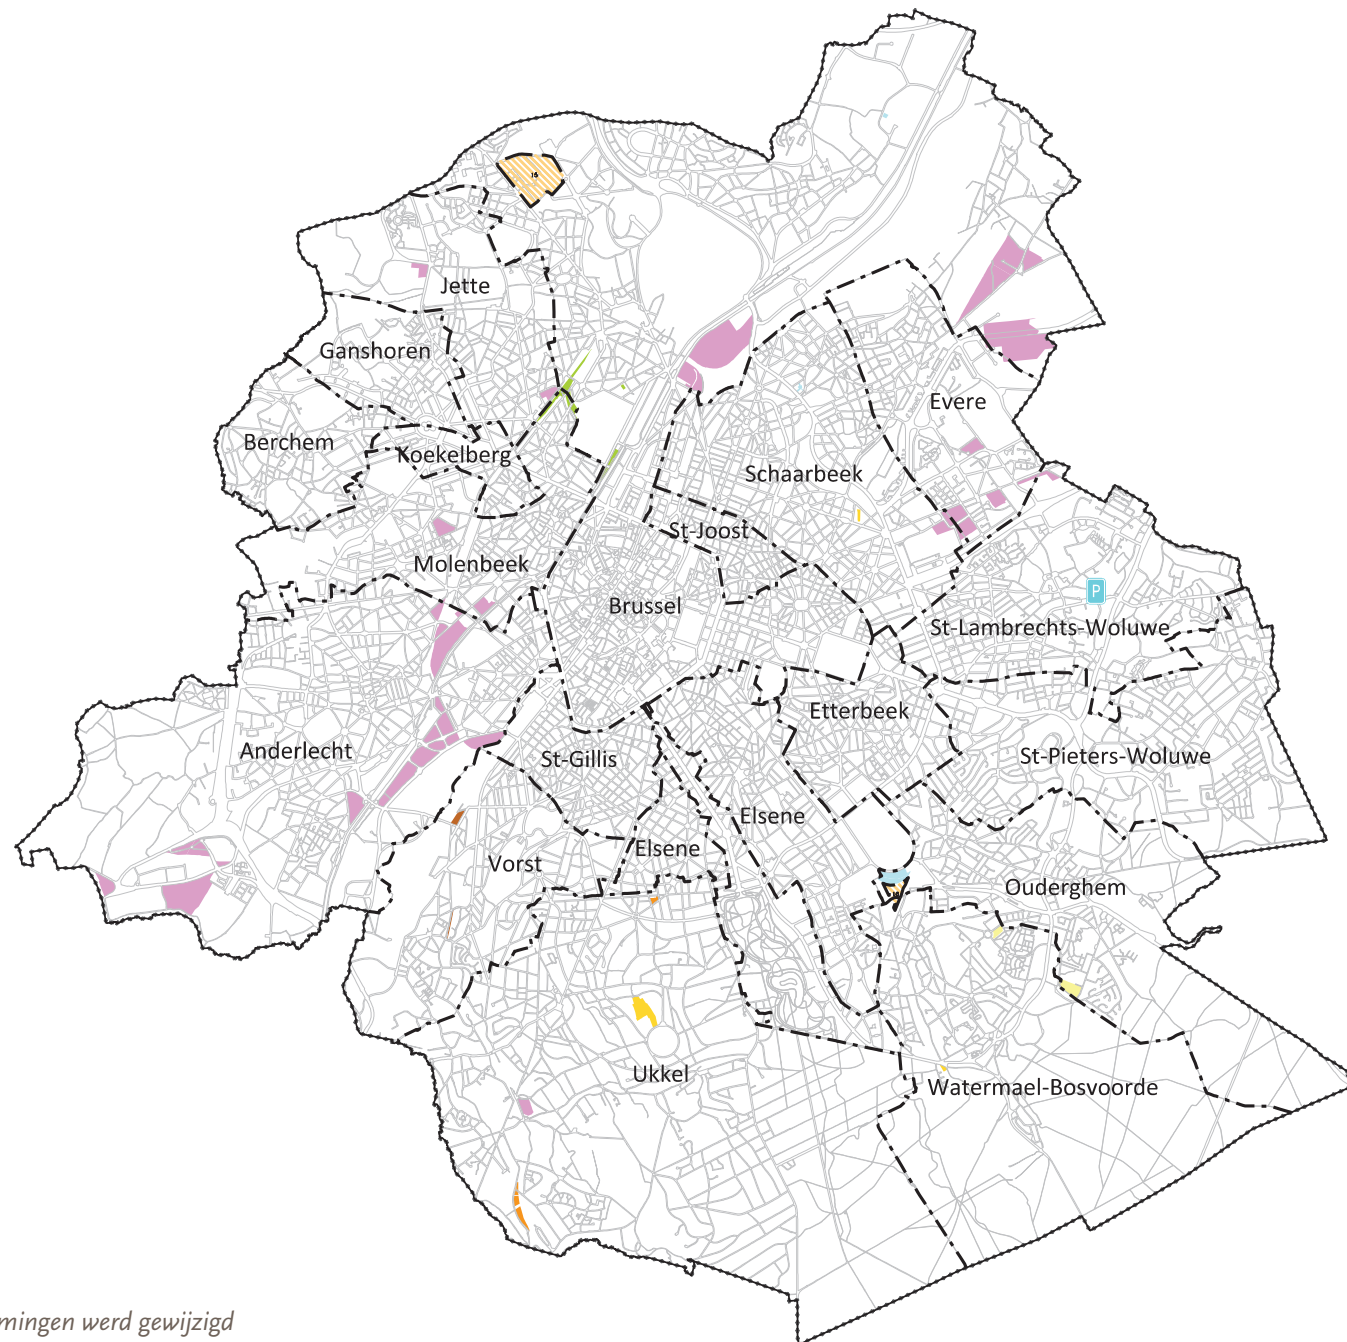 15
Jette
Ganshoren
Evere
Berchem
Koekelberg
Schaarbeek
St-Joost
Molenbeek
P
Brussel
St-Lambrechts-Woluwe
Etterbeek
Anderlecht
St-Gillis
St-Pieters-Woluwe
Elsene
Vorst
Elsene
Ouderghem
Ukkel
Watermael-Bosvoorde
mingen werd gewijzigd